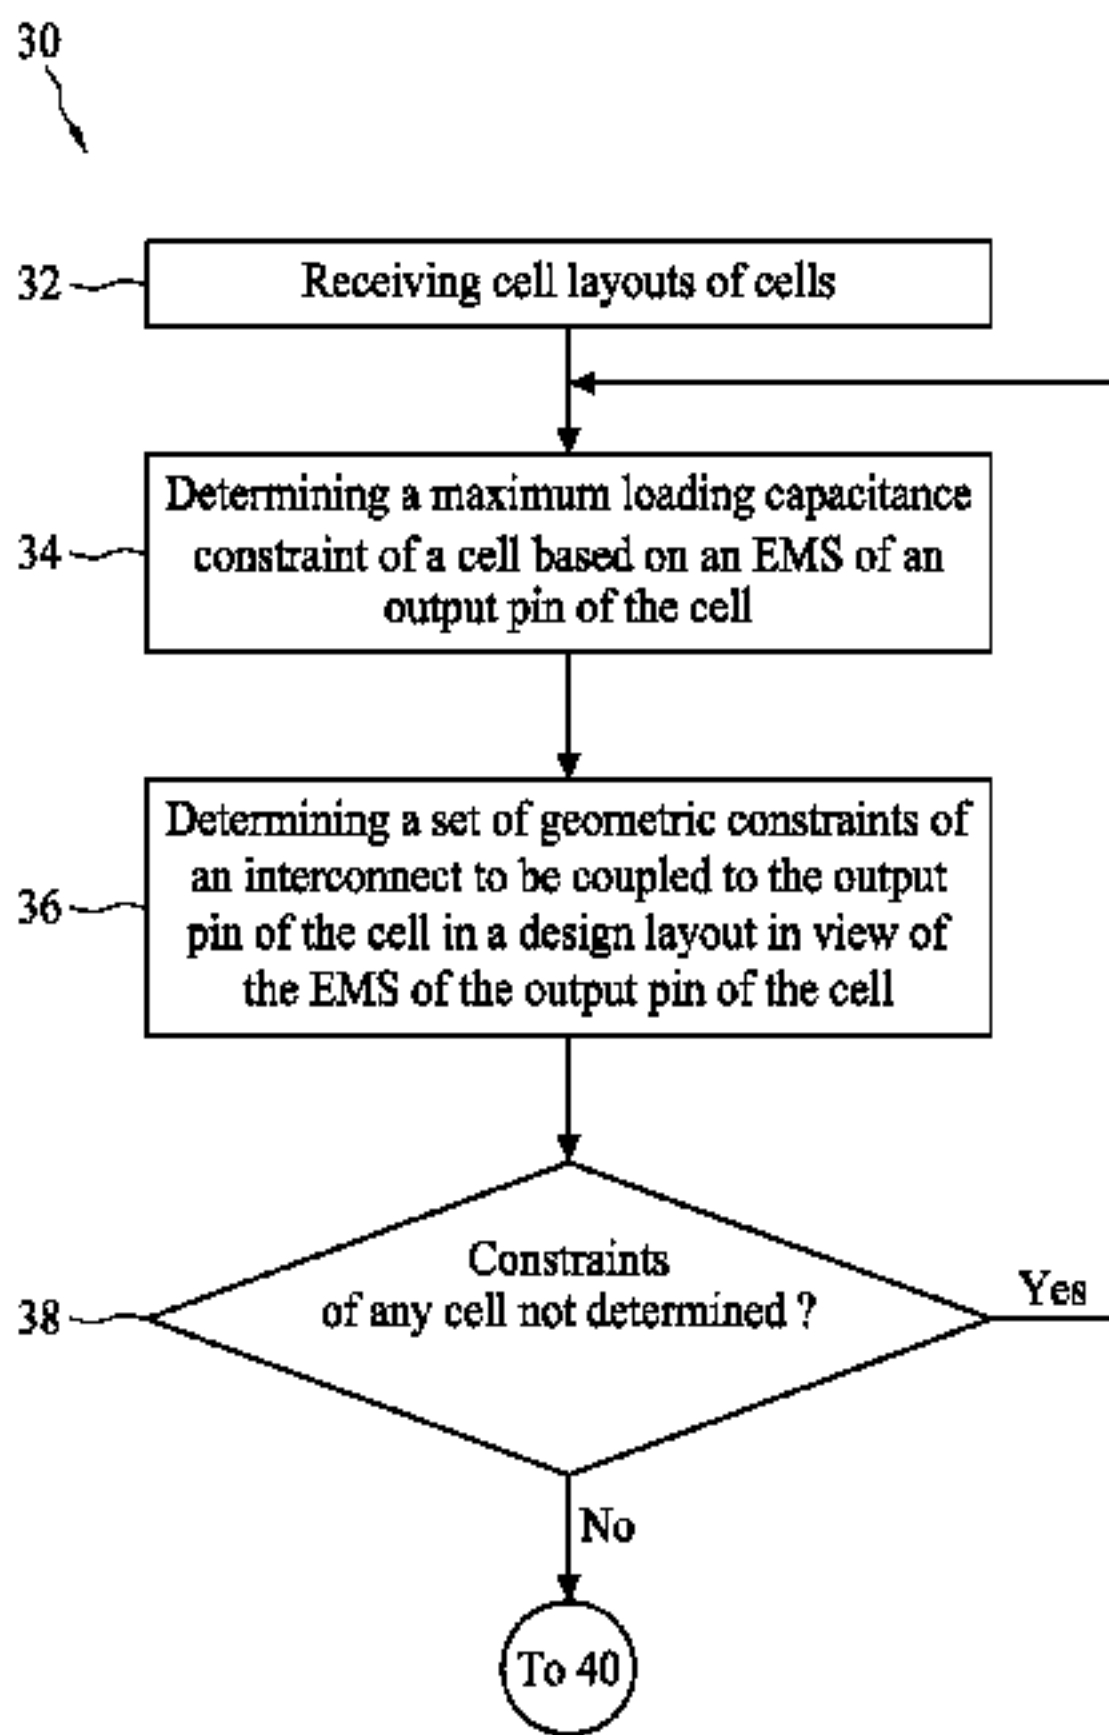 30
32
Receiving cell layouts of cells
34
Determining a maximum loading capacitance
constraint of a cell based on an EMS of an
output pin of the cell
36
Determining a set of geometric constraints of
an interconnect to be coupled to the output
pin of the cell in a design layout in view of
the EMS of the output pin of the cell
38
Constraints
of any cell not determined ?
Yes
No
To 40